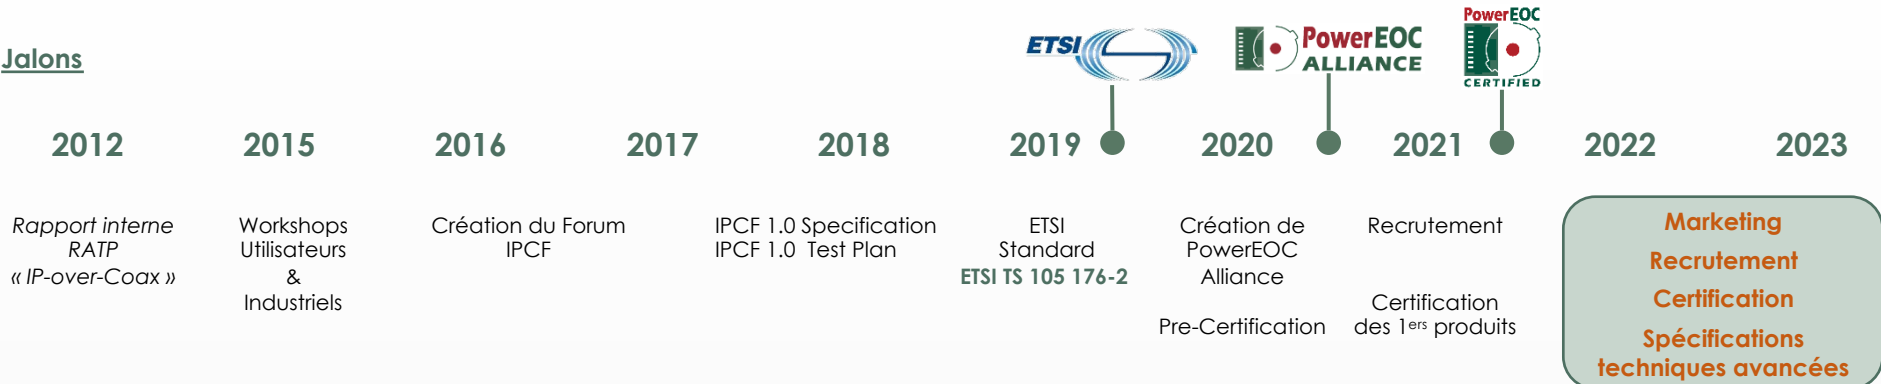 Jalons
ETSI
PowerEOC
ALLIANCE
PowerEOC
CERTIFIED
2012
2015
2016
2017
2018
2019
2020
2021
2022
2023
Rapport interne
RATP
« IP-over-Coax »
Workshops
Utilisateurs
&
Industriels
Création du Forum
IPCF
IPCF 1.0 Specification
IPCF 1.0 Test Plan
ETSI
Standard
ETSI TS 105 176-2
Création de
PowerEOC
Alliance
Pre-Certification
Recrutement
Certification
des 1ers produits
Marketing
Recrutement
Certification
Spécifications
techniques avancées